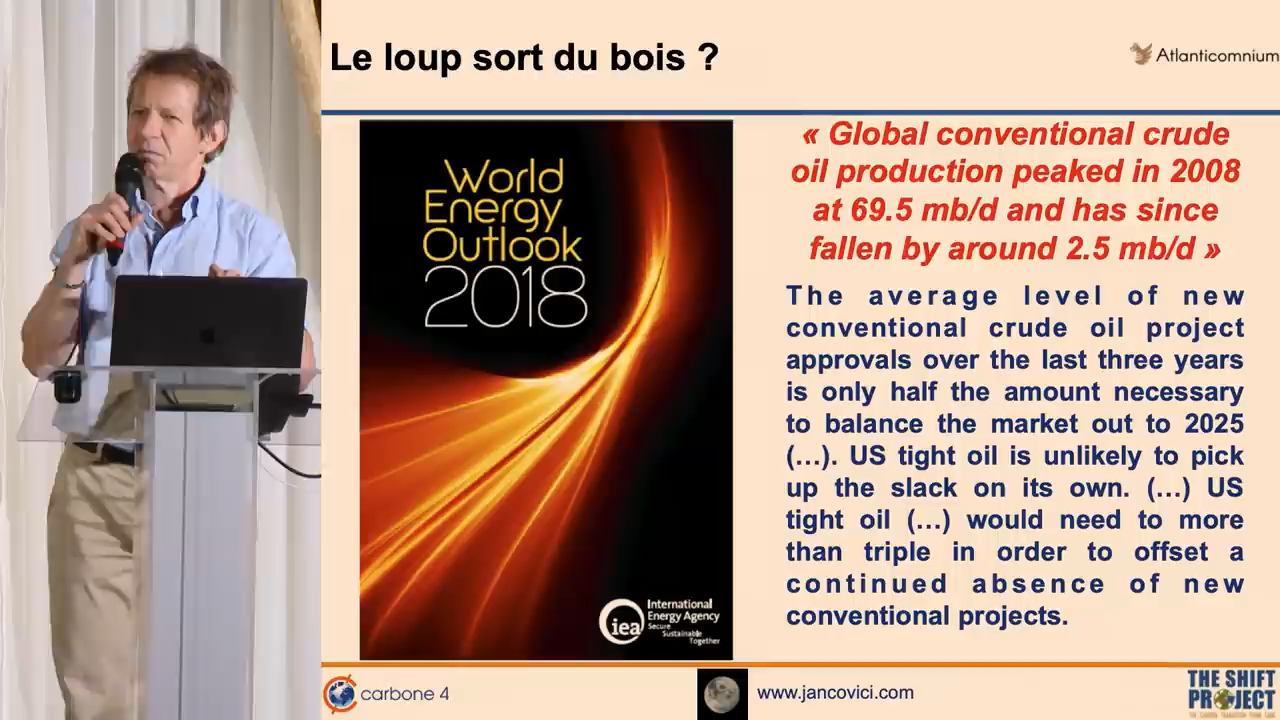 Le loup sort du bois ?
Atlanticomnium
World
Energy
Outlook
2018
iea
International
Energy Agency
Secure
Sustainable
Together
« Global conventional crude
oil production peaked in 2008
at 69.5 mb/d and has since
fallen by around 2.5 mb/d »
The average level of new
conventional crude oil project
approvals over the last three years
is only half the amount necessary
to balance the market out to 2025
(…). US tight oil is unlikely to pick
up the slack on its own. (…) US
tight oil (…) would need to more
than triple in order to offset a
continued absence of new
conventional projects.
carbone 4
www.jancovici.com
THE SHIFT
PROJECT